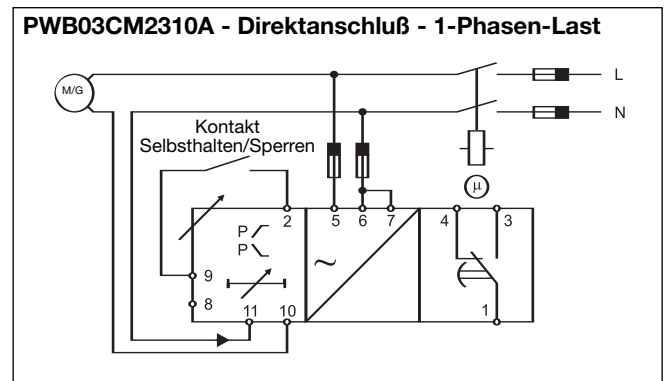 PWB03CM2310A - Direktanschluß - 1-Phasen-Last
L
M/G
N
Kontakt
Selbsthalten/Sperren
µ
2 5 6 7 4 3
P
P
~
9
8
11 10 1